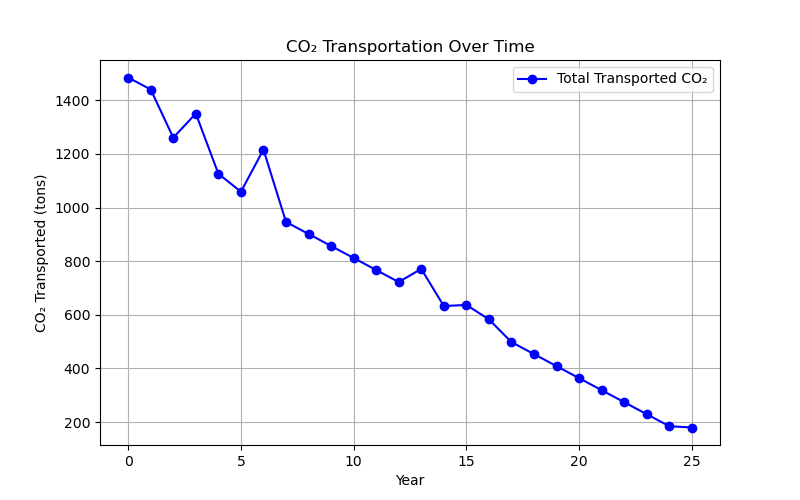 CO₂ Transportation Over Time
Total Transported CO₂
CO₂ Transported (tons)
1400
1200
1000
800
600
400
200
0 5 10 15 20 25
Year